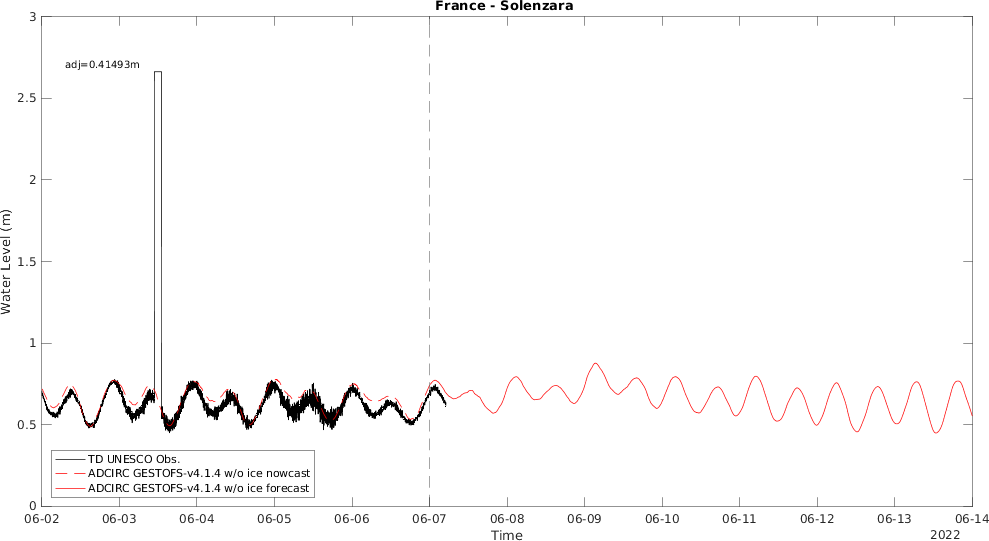 France - Solenzara
3
adj=0.41493m
2.5
2
1.5
Water Level (m)
1
0.5
TD UNESCO Obs.
ADCIRC GESTOFS-v4.1.4 w/o ice nowcast
ADCIRC GESTOFS-v4.1.4 w/o ice forecast
0
06-02 06-03 06-04 06-05 06-06 06-07 06-08 06-09 06-10 06-11 06-12 06-13 06-14
Time
2022